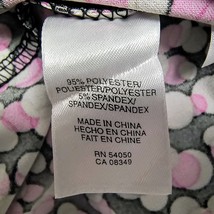 95% POLYESTER/
POLYESTER/POLYESTER
5% SPANDEX/
SPANDEX/SPANDEX
MADE IN CHINA
HECHO EN CHINA
FAIT EN CHINE
RN 54050
CA 08349